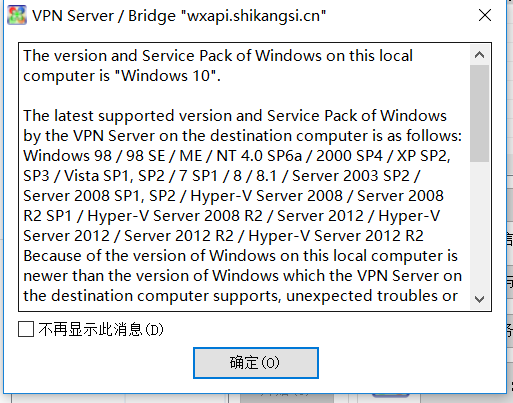 VPN Server / Bridge "wxapi.shikangsi.cn"
The version and Service Pack of Windows on this local
computer is "Windows 10".
The latest supported version and Service Pack of Windows
by the VPN Server on the destination computer is as follows:
Windows 98 / 98 SE / ME / NT 4.0 SP6a / 2000 SP4 / XP SP2,
SP3 / Vista SP1, SP2 / 7 SP1 / 8 / 8.1 / Server 2003 SP2 /
Server 2008 SP1, SP2 / Hyper-V Server 2008 / Server 2008
R2 SP1 / Hyper-V Server 2008 R2 / Server 2012 / Hyper-V
Server 2012 / Server 2012 R2 / Hyper-V Server 2012 R2
Because of the version of Windows on this local computer is
newer than the version of Windows which the VPN Server on
the destination computer supports, unexpected troubles or
不再显示此消息(D)
确定(O)